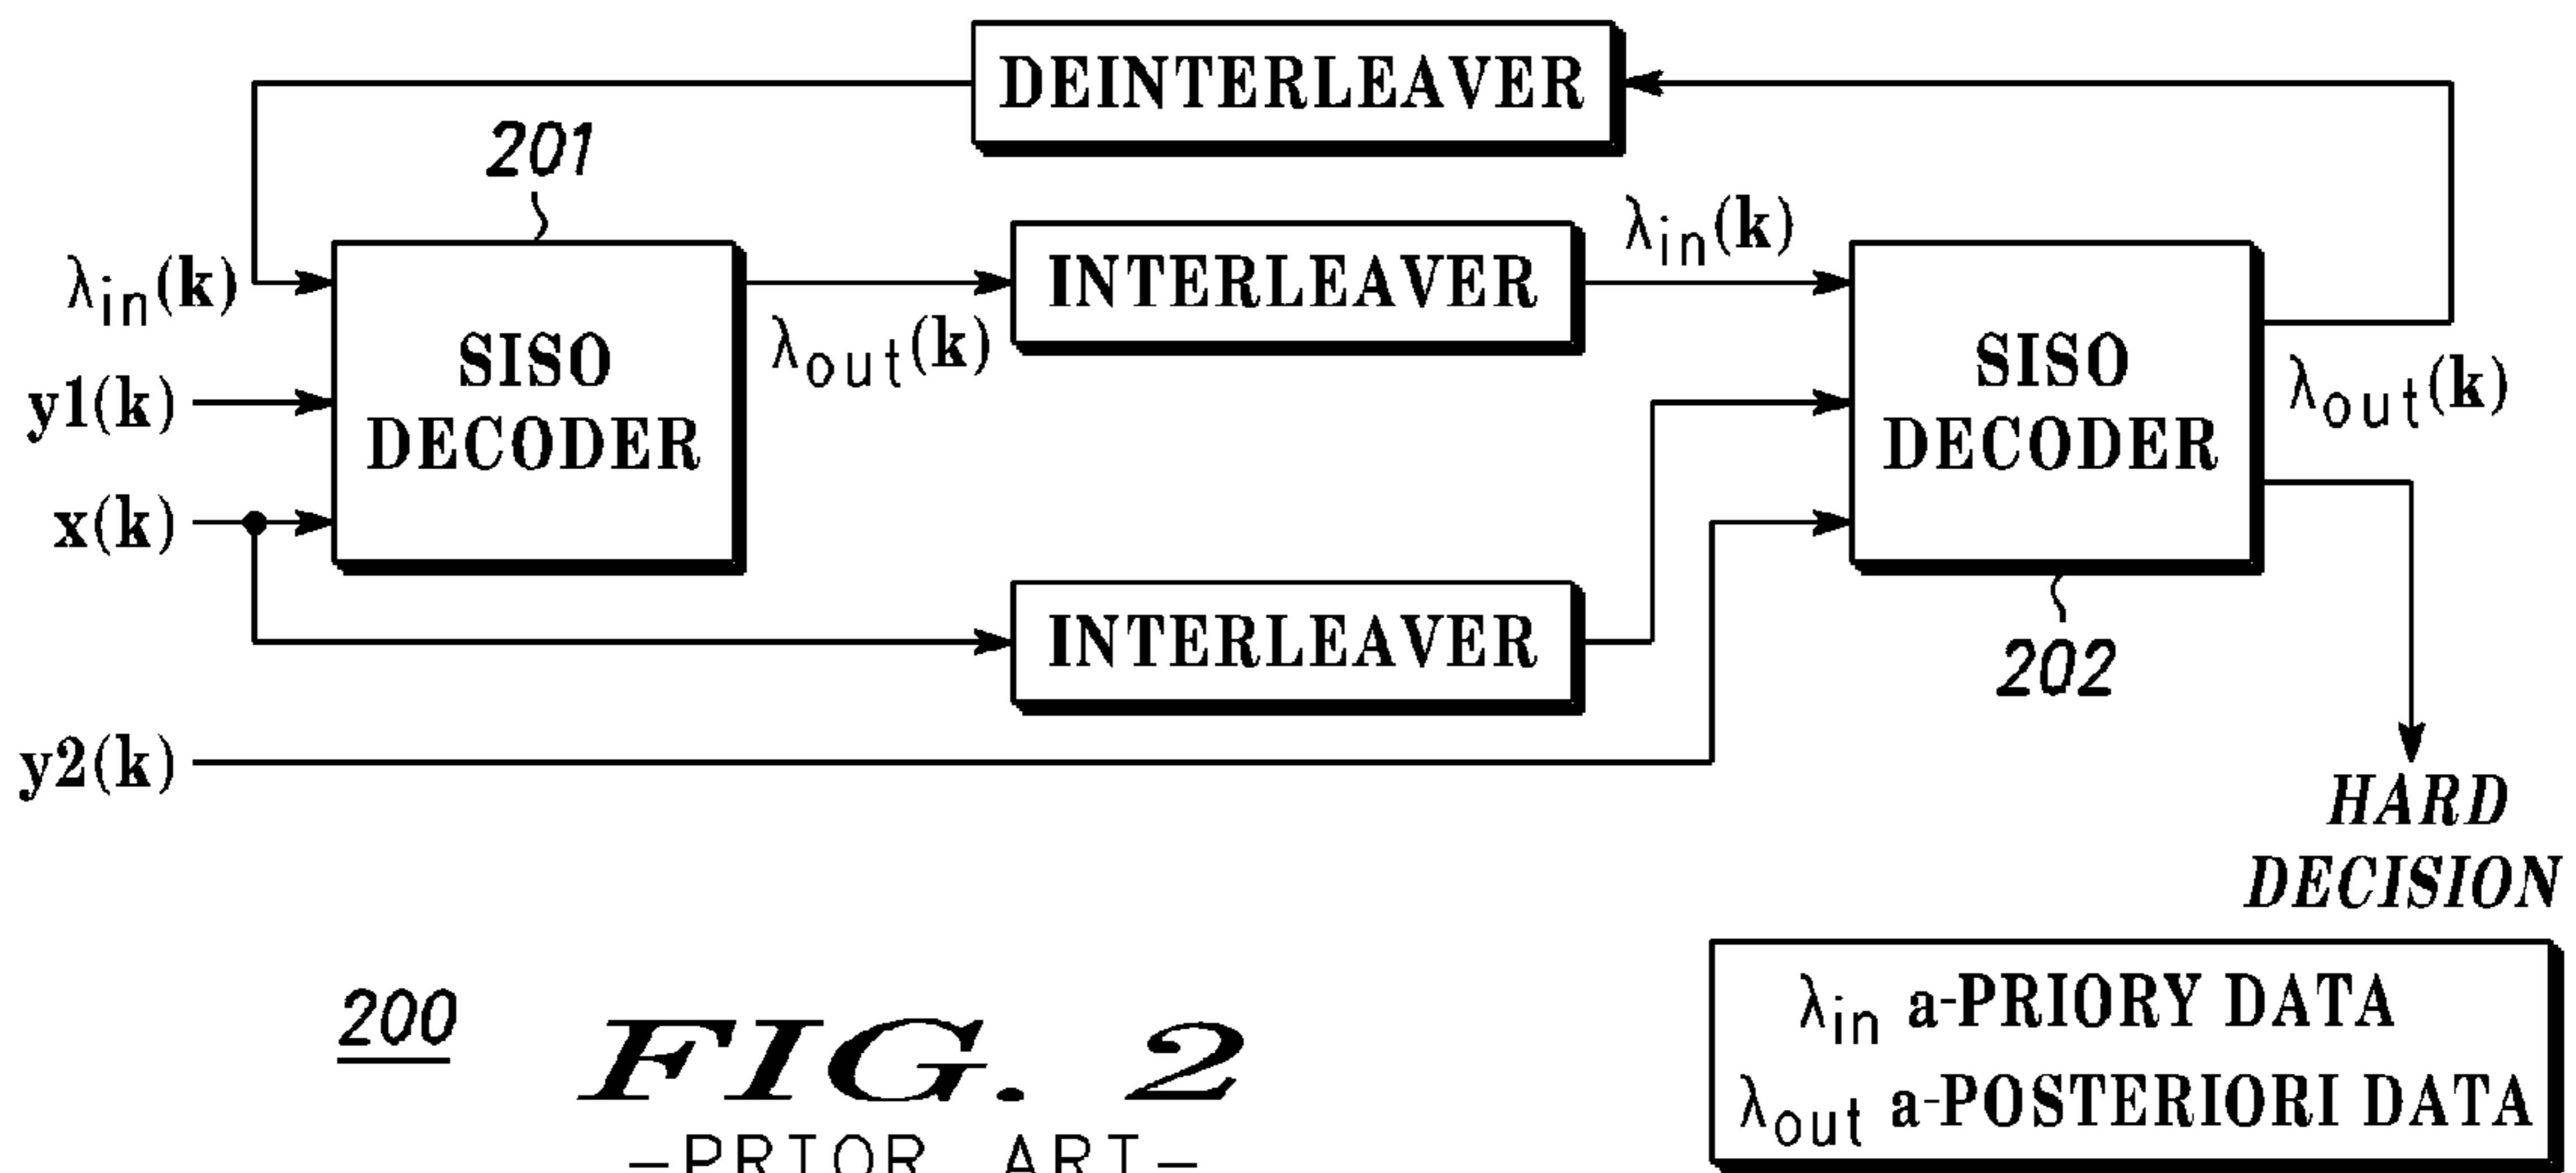 DEINTERLEAVER
201
λin(k)
y1(k)
x(k)
y2(k)
SISO
DECODER
λout(k)
INTERLEAVER
λin(k)
INTERLEAVER
SISO
DECODER
202
λout(k)
HARD
DECISION
200
FIG. 2
-PRIOR ART-
λin a-PRIORY DATA
λout a-POSTERIORI DATA